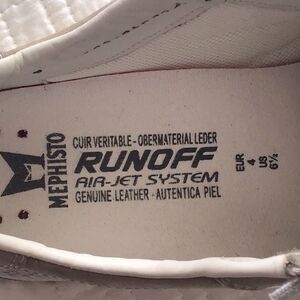 MEPHISTO
CUIR VERITABLE - OBERMATERIAL LEDER
RUNOFF
AIR-JET SYSTEM
GENUINE LEATHER - AUTENTICA PIEL
EUR US
4 6½